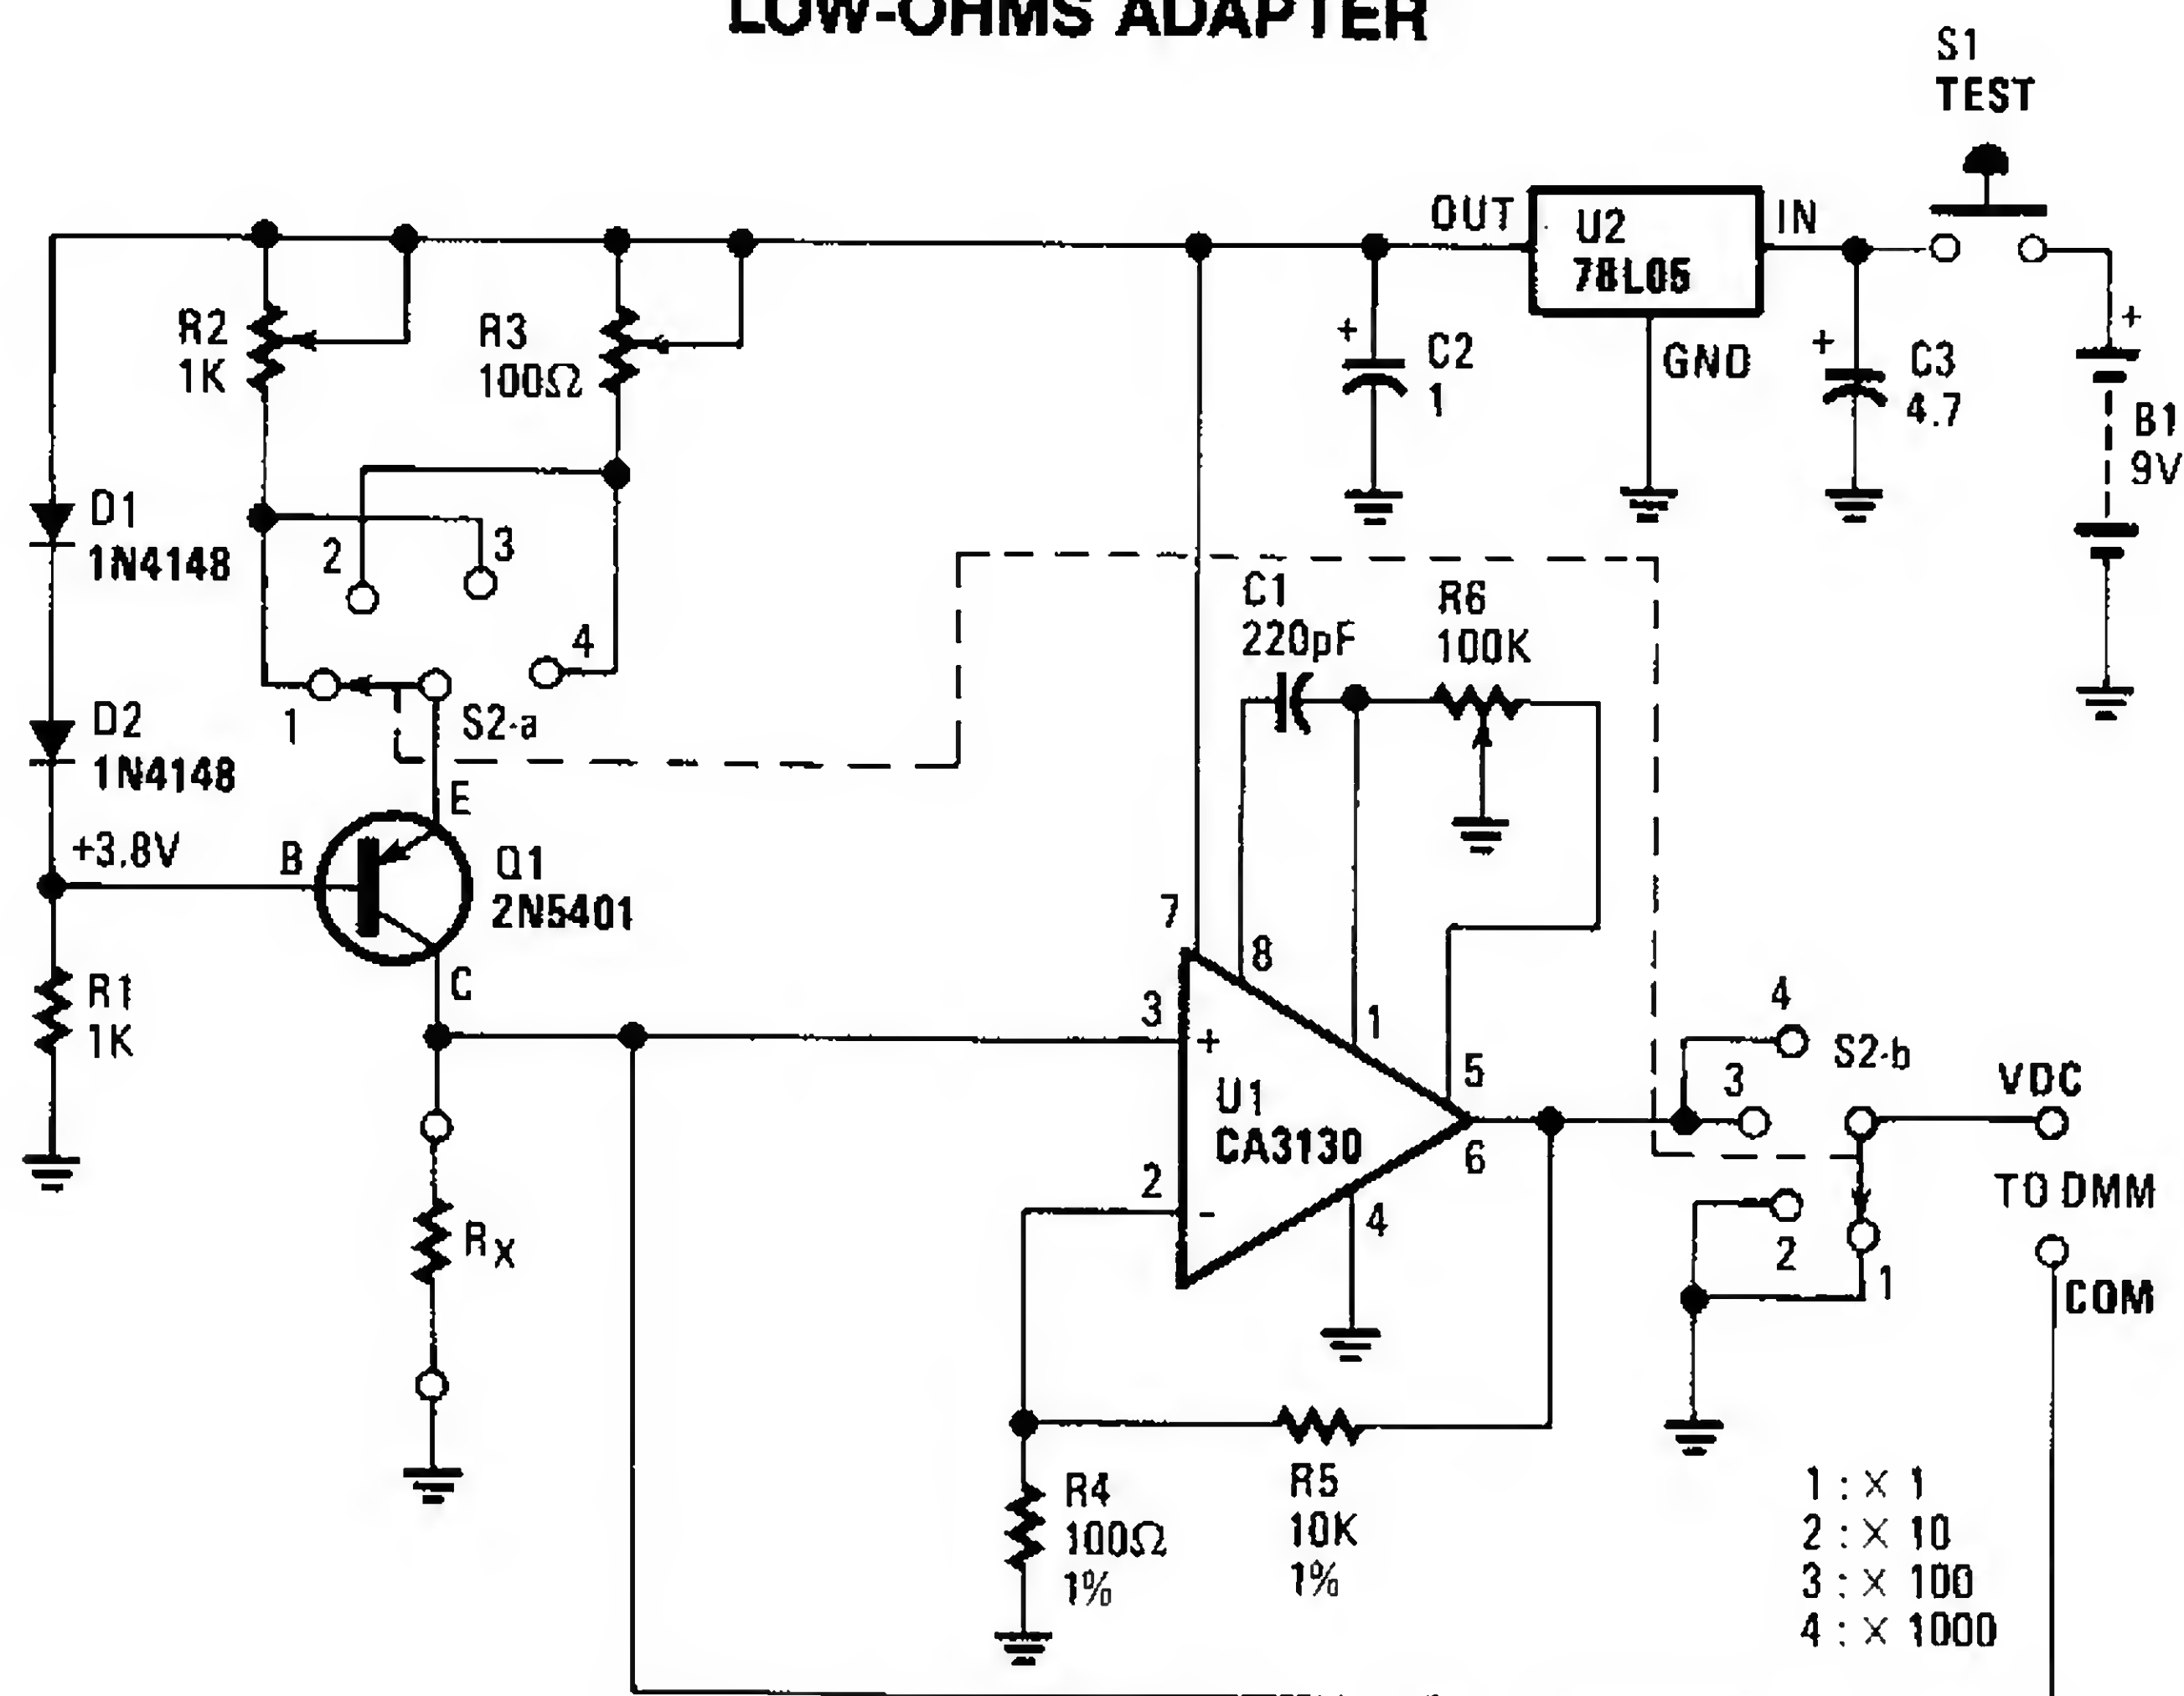 LOW-OHMS ADAPTER
S1
TEST
OUT
U2
78L05
IN
GND
R2
1K
R3
100Ω
+
C2
1
+
C3
4.7
+
B1
9V
D1
1N4148
2
3
4
1
S2-a
C1
220pF
R6
100K
D2
1N4148
E
+3.8V
B
Q1
2N5401
C
R1
1K
7
8
3
+
1
5
U1
CA3130
6
2
-
4
4
S2-b
3
VDC
TO DMM
2
1
COM
RX
R4
100Ω
1%
R5
10K
1%
1 : X 1
2 : X 10
3 : X 100
4 : X 1000